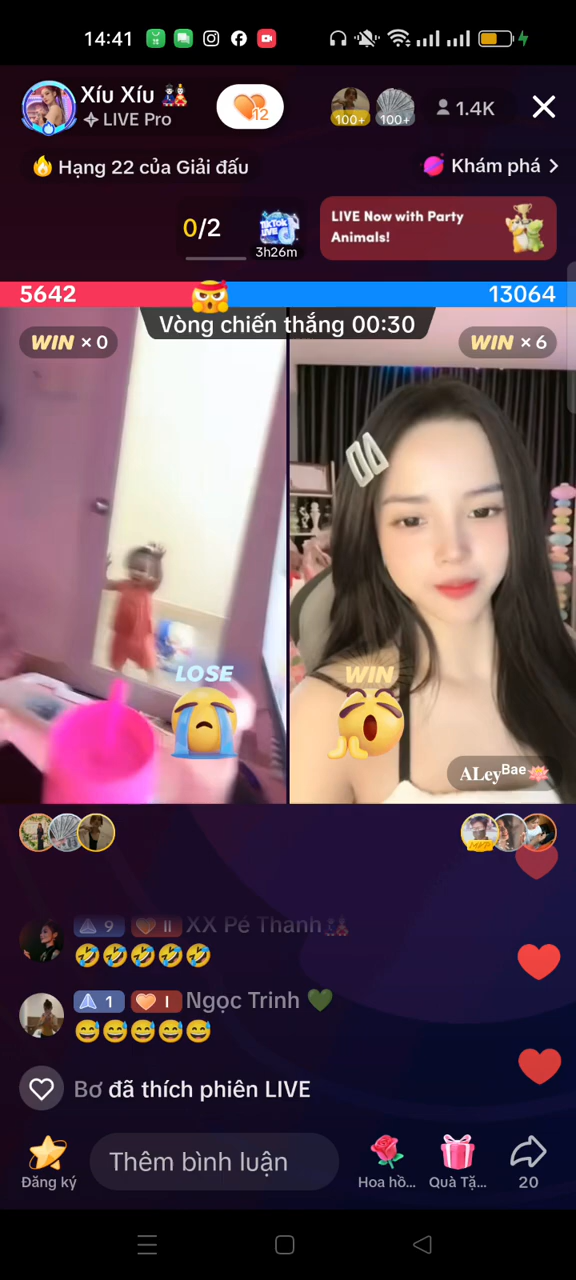 14:41
Xíu Xíu
LIVE Pro
12
100+
100+
1.4K
Hạng 22 của Giải đấu
Khám phá >
0/2
TIKTOK LIVE
3h26m
LIVE Now with Party Animals!
5642
13064
Vòng chiến thắng 00:30
WIN × 0
WIN × 6
LOSE
WIN
ALeyBae
9
II
XX Pé Thanh
1
I
Ngọc Trinh
Bơ đã thích phiên LIVE
Đăng ký
Thêm bình luận
Hoa hồ...
Quà Tặ...
20